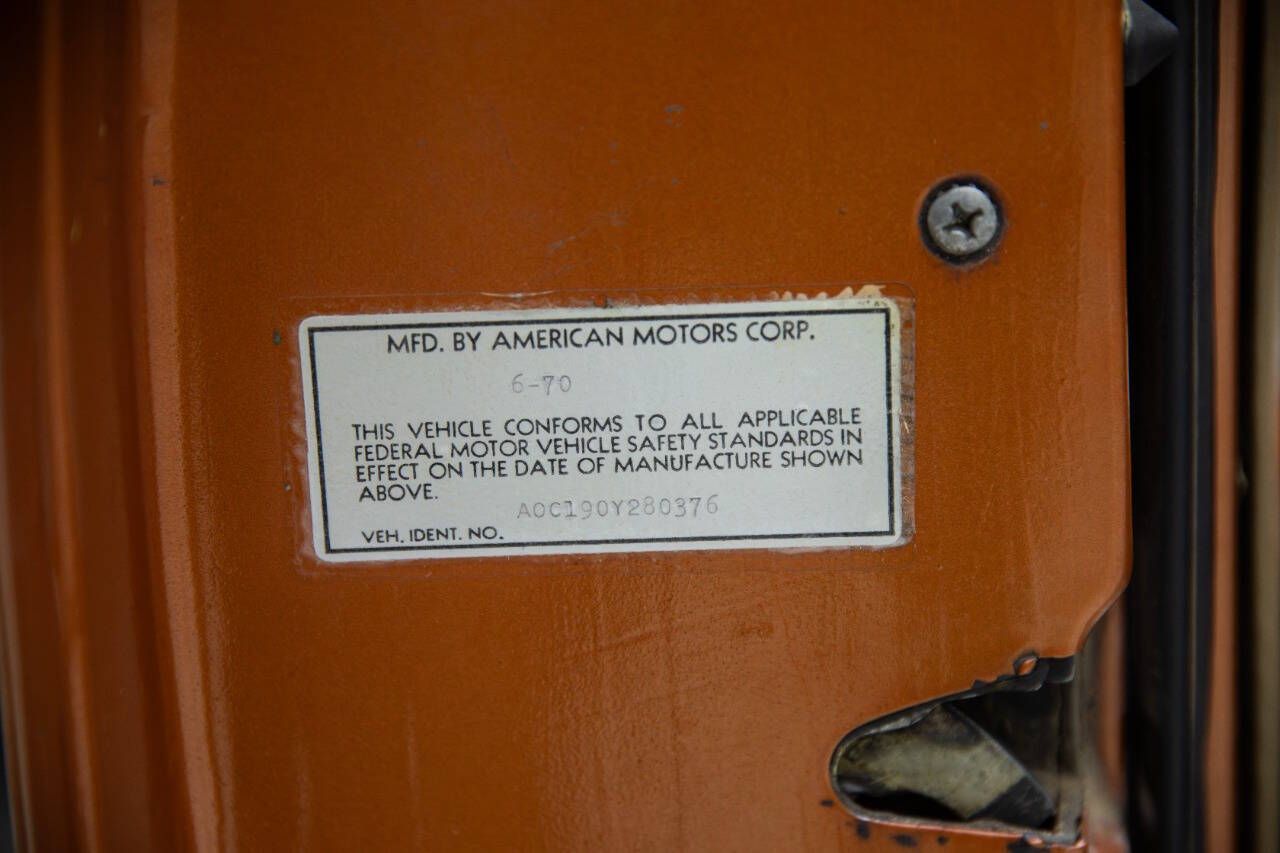 MFD. BY AMERICAN MOTORS CORP.
6-70
THIS VEHICLE CONFORMS TO ALL APPLICABLE
FEDERAL MOTOR VEHICLE SAFETY STANDARDS IN
EFFECT ON THE DATE OF MANUFACTURE SHOWN
ABOVE.
A0C190Y280376
VEH. IDENT. NO.